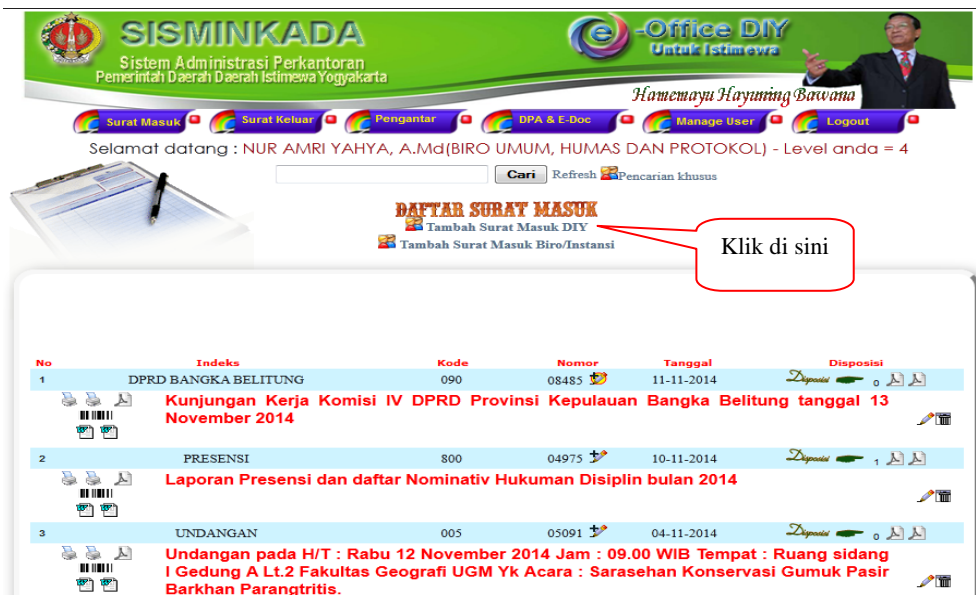 SISMINKADA
Sistem Administrasi Perkantoran
Pemerintah Daerah Daerah Istimewa Yogyakarta
e -Office DIY
Untuk Istimewa
Hamemayu Hayuning Bawana
Surat Masuk Surat Keluar Pengantar DPA & E-Doc Manage User Logout
Selamat datang : NUR AMRI YAHYA, A.Md(BIRO UMUM, HUMAS DAN PROTOKOL) - Level anda = 4
Cari Refresh Pencarian khusus
DAFTAR SURAT MASUK
Tambah Surat Masuk DIY
Tambah Surat Masuk Biro/Instansi
Klik di sini
No Indeks Kode Nomor Tanggal Disposisi
1 DPRD BANGKA BELITUNG 090 08485 11-11-2014 Disposisi 0
Kunjungan Kerja Komisi IV DPRD Provinsi Kepulauan Bangka Belitung tanggal 13
November 2014
2 PRESENSI 800 04975 10-11-2014 Disposisi 1
Laporan Presensi dan daftar Nominativ Hukuman Disiplin bulan 2014
3 UNDANGAN 005 05091 04-11-2014 Disposisi 0
Undangan pada H/T : Rabu 12 November 2014 Jam : 09.00 WIB Tempat : Ruang sidang
I Gedung A Lt.2 Fakultas Geografi UGM Yk Acara : Sarasehan Konservasi Gumuk Pasir
Barkhan Parangtritis.